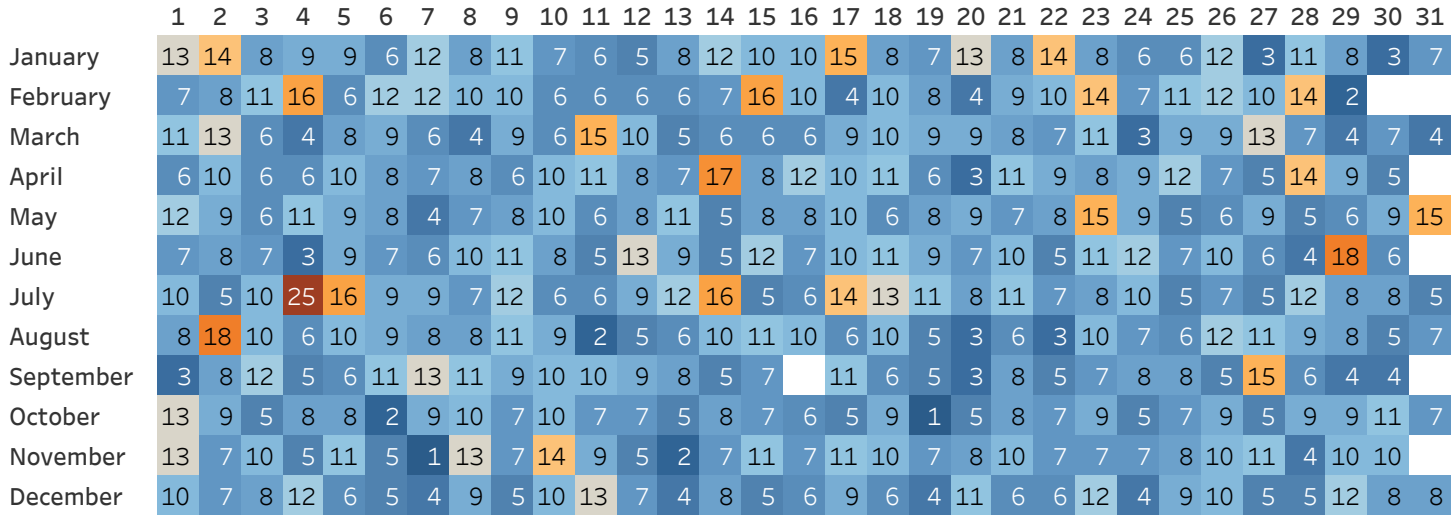 1 2 3 4 5 6 7 8 9 10 11 12 13 14 15 16 17 18 19 20 21 22 23 24 25 26 27 28 29 30 31
January 13 14 8 9 9 6 12 8 11 7 6 5 8 12 10 10 15 8 7 13 8 14 8 6 6 12 3 11 8 3 7
February 7 8 11 16 6 12 12 10 10 6 6 6 6 7 16 10 4 10 8 4 9 10 14 7 11 12 10 14 2
March 11 13 6 4 8 9 6 4 9 6 15 10 5 6 6 6 9 10 9 9 8 7 11 3 9 9 13 7 4 7 4
April 6 10 6 6 10 8 7 8 6 10 11 8 7 17 8 12 10 11 6 3 11 9 8 9 12 7 5 14 9 5
May 12 9 6 11 9 8 4 7 8 10 6 8 11 5 8 8 10 6 8 9 7 8 15 9 5 6 9 5 6 9 15
June 7 8 7 3 9 7 6 10 11 8 5 13 9 5 12 7 10 11 9 7 10 5 11 12 7 10 6 4 18 6
July 10 5 10 25 16 9 9 7 12 6 6 9 12 16 5 6 14 13 11 8 11 7 8 10 5 7 5 12 8 8 5
August 8 18 10 6 10 9 8 8 11 9 2 5 6 10 11 10 6 10 5 3 6 3 10 7 6 12 11 9 8 5 7
September 3 8 12 5 6 11 13 11 9 10 10 9 8 5 7 11 6 5 3 8 5 7 8 8 5 15 6 4 4
October 13 9 5 8 8 2 9 10 7 10 7 7 5 8 7 6 5 9 1 5 8 7 9 5 7 9 5 9 9 11 7
November 13 7 10 5 11 5 1 13 7 14 9 5 2 7 11 7 11 10 7 8 10 7 7 7 8 10 11 4 10 10
December 10 7 8 12 6 5 4 9 5 10 13 7 4 8 5 6 9 6 4 11 6 6 12 4 9 10 5 5 12 8 8